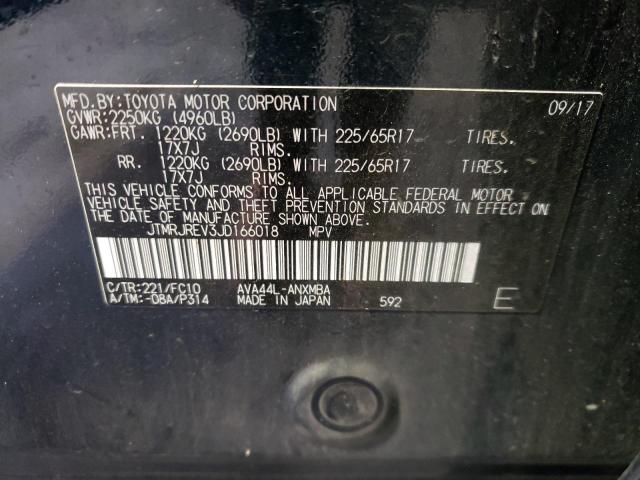 MFD.BY:TOYOTA MOTOR CORPORATION 09/17
GVWR:2250KG (4960LB)
GAWR:FRT. 1220KG (2690LB) WITH 225/65R17 TIRES.
17X7J RIMS.
RR. 1220KG (2690LB) WITH 225/65R17 TIRES.
17X7J RIMS.
THIS VEHICLE CONFORMS TO ALL APPLICABLE FEDERAL MOTOR
VEHICLE SAFETY AND THEFT PREVENTION STANDARDS IN EFFECT ON
THE DATE OF MANUFACTURE SHOWN ABOVE.
JTMRJREV3JD166018 MPV
C/TR:221/FC10 AVA44L-ANXMBA
A/TM:-08A/P314 MADE IN JAPAN 592 E